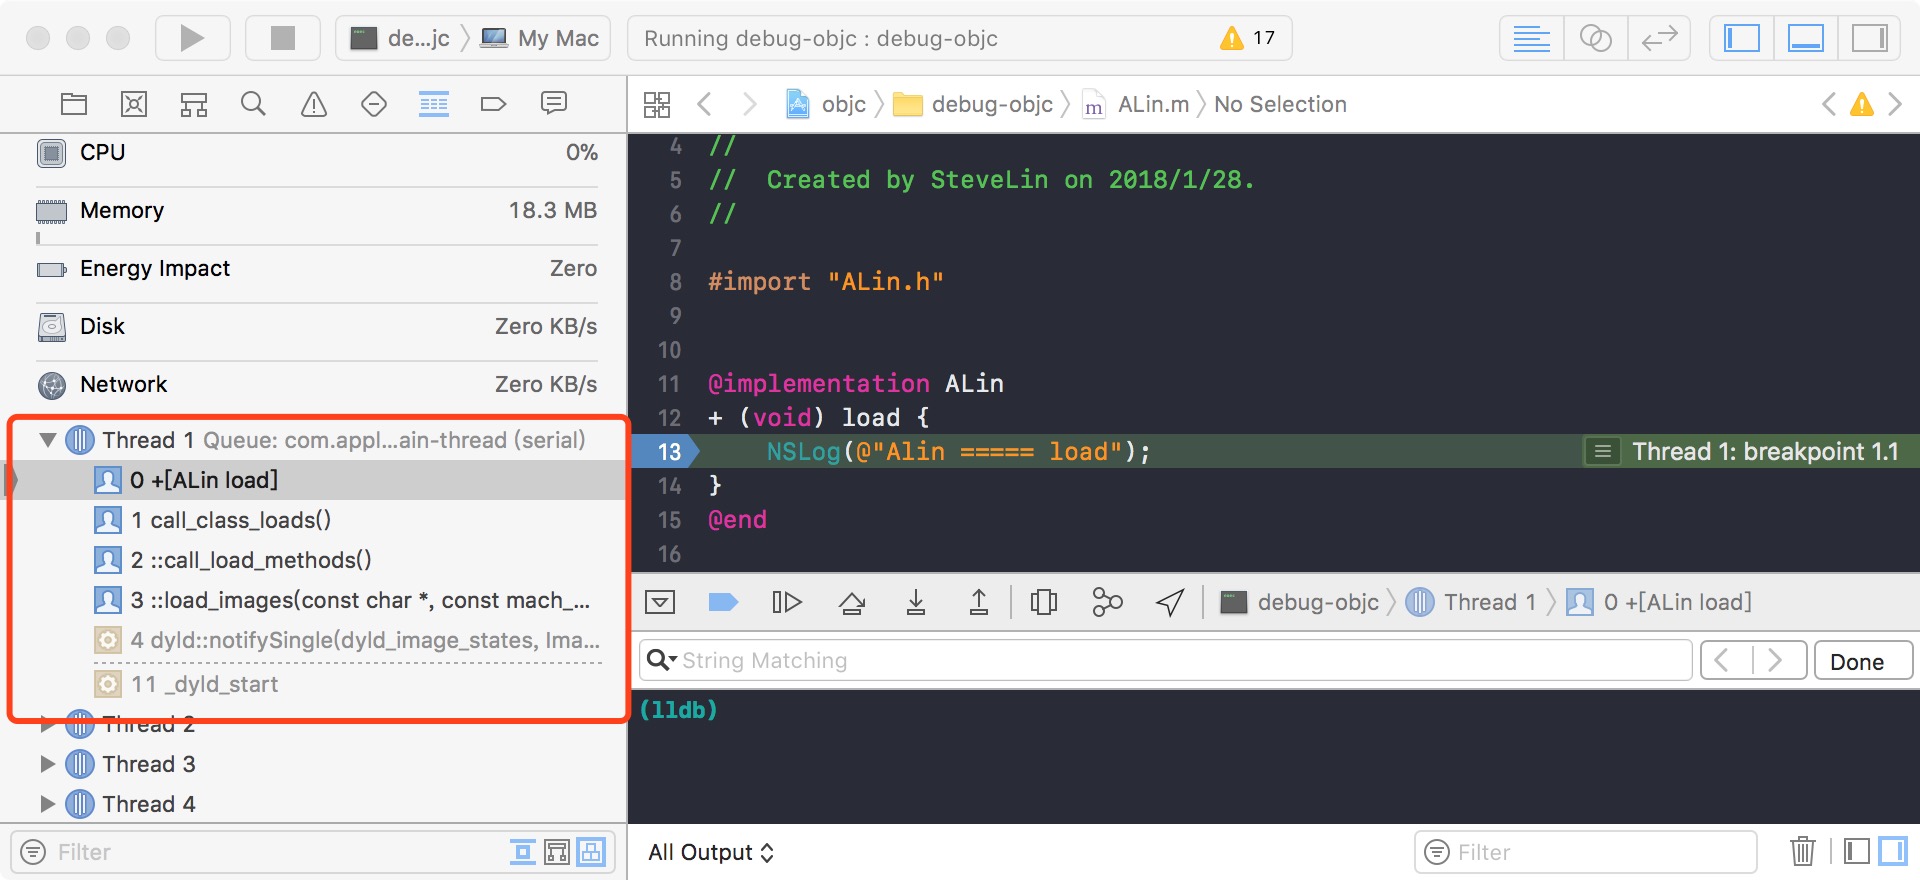 de...jc
My Mac
Running debug-objc : debug-objc
17
objc
debug-objc
m
ALin.m
No Selection
CPU
0%
Memory
18.3 MB
Energy Impact
Zero
Disk
Zero KB/s
Network
Zero KB/s
Thread 1 Queue: com.appl...ain-thread (serial)
0 +[ALin load]
1 call_class_loads()
2 ::call_load_methods()
3 ::load_images(const char *, const mach_...
4 dyld::notifySingle(dyld_image_states, Ima...
11 _dyld_start
Thread 2
Thread 3
Thread 4
Filter
4 //
5 //  Created by SteveLin on 2018/1/28.
6 //
7
8 #import "ALin.h"
9
10
11 @implementation ALin
12 + (void) load {
13     NSLog(@"Alin ===== load");
Thread 1: breakpoint 1.1
14 }
15 @end
16
debug-objc
Thread 1
0 +[ALin load]
String Matching
Done
(lldb)
All Output
Filter